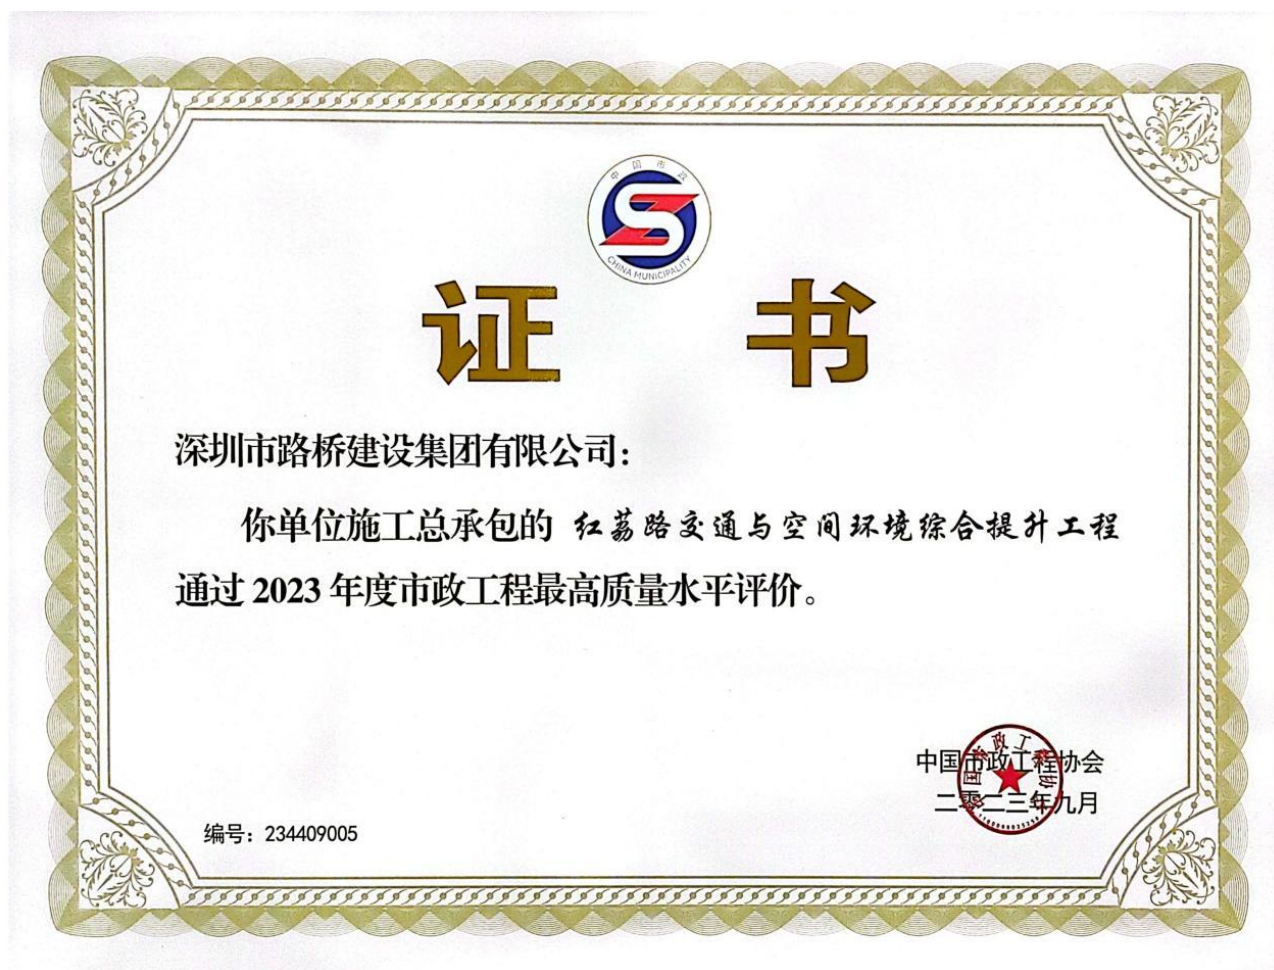 中国市政
CHINA MUNICIPALITY
证 书
深圳市路桥建设集团有限公司：
你单位施工总承包的 红荔路交通与空间环境综合提升工程
通过 2023 年度市政工程最高质量水平评价。
中国市政工程协会
二零二三年九月
编号：234409005